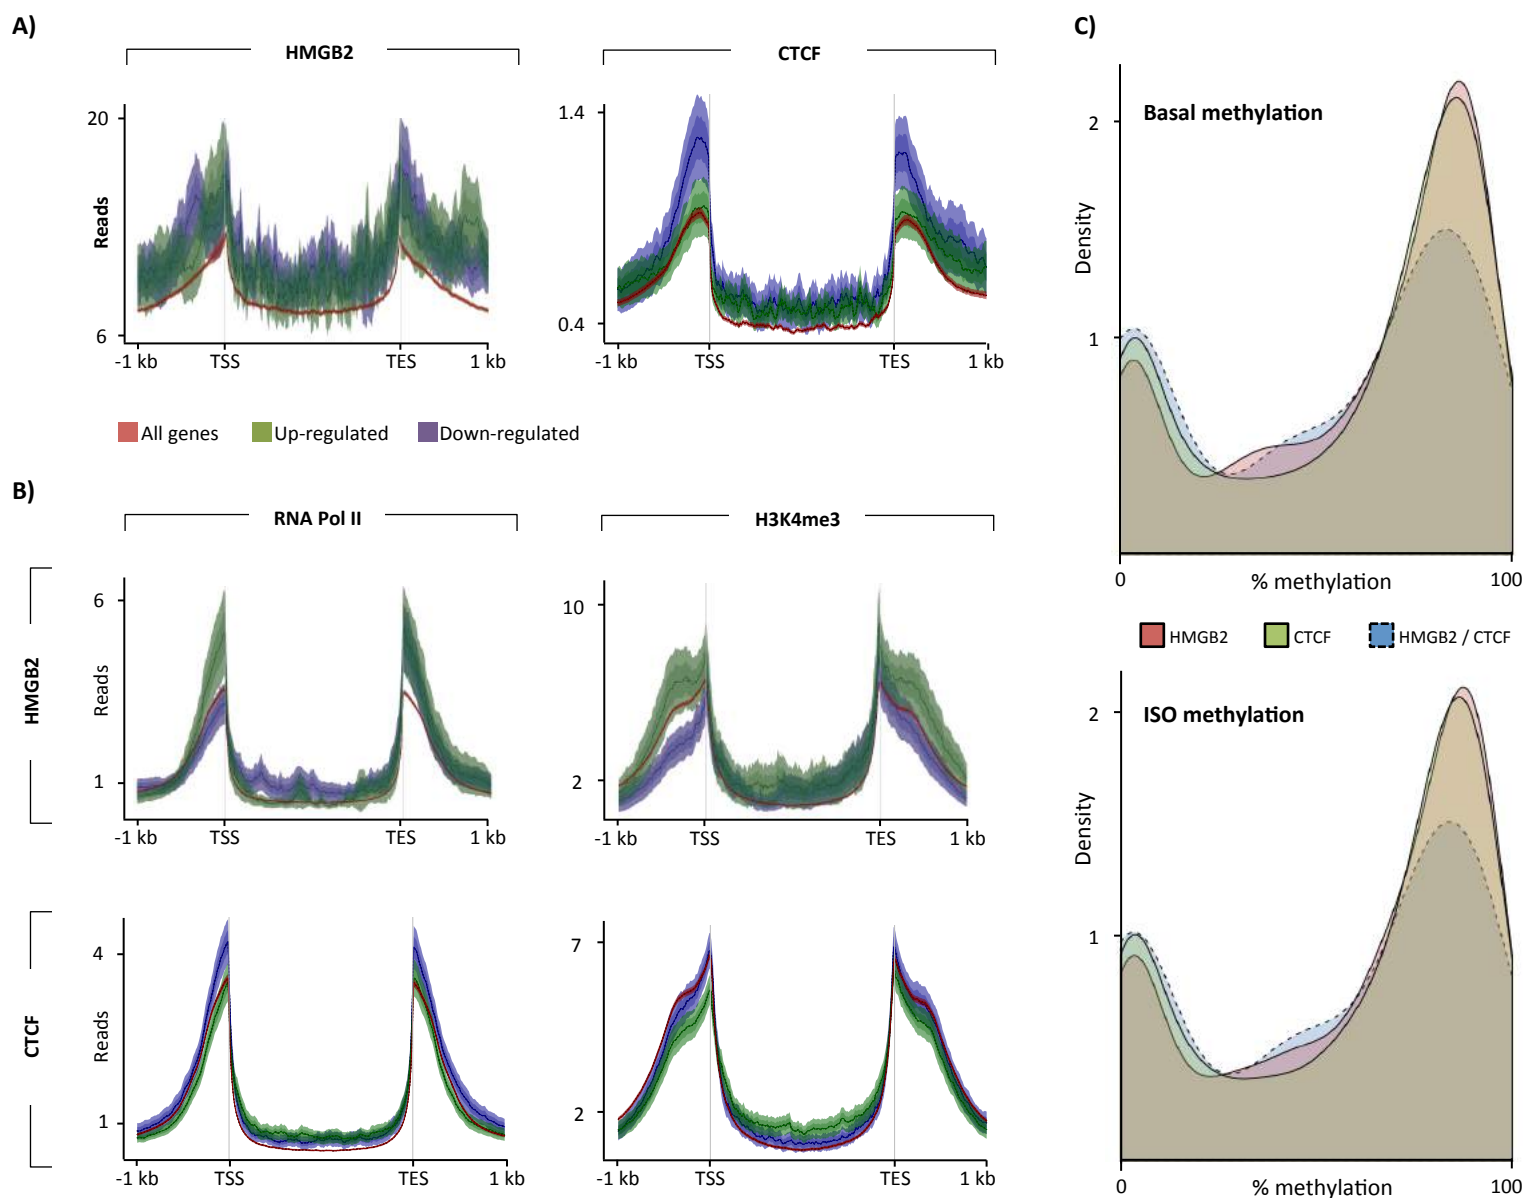 A)
HMGB2
CTCF
20
Reads
6
-1 kb TSS TES 1 kb
1.4
0.4
-1 kb TSS TES 1 kb
All genes Up-regulated Down-regulated
B)
RNA Pol II
H3K4me3
HMGB2
6
Reads
1
-1 kb TSS TES 1 kb
10
2
-1 kb TSS TES 1 kb
CTCF
4
Reads
1
-1 kb TSS TES 1 kb
7
2
-1 kb TSS TES 1 kb
C)
Basal methylation
2
Density
1
0 % methylation 100
HMGB2 CTCF HMGB2 / CTCF
ISO methylation
2
Density
1
0 % methylation 100